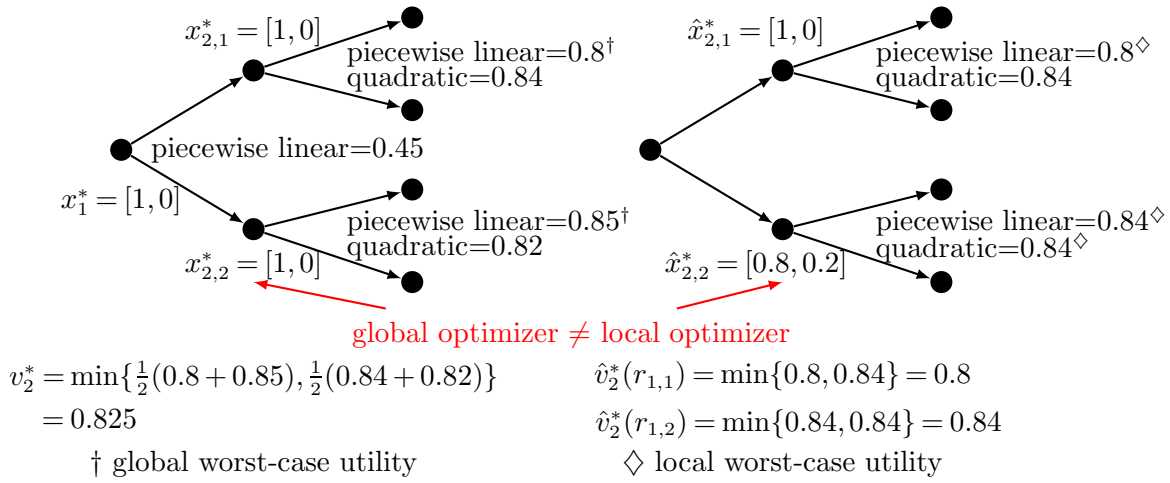 x*_{2,1} = [1, 0]
piecewise linear=0.8†
quadratic=0.84
piecewise linear=0.45
x*_1 = [1, 0]
piecewise linear=0.85†
quadratic=0.82
x*_{2,2} = [1, 0]
x̂*_{2,1} = [1, 0]
piecewise linear=0.8◇
quadratic=0.84
piecewise linear=0.84◇
quadratic=0.84◇
x̂*_{2,2} = [0.8, 0.2]
global optimizer ≠ local optimizer
v*_2 = min{½(0.8 + 0.85), ½(0.84 + 0.82)}
= 0.825
† global worst-case utility
v̂*_2(r_{1,1}) = min{0.8, 0.84} = 0.8
v̂*_2(r_{1,2}) = min{0.84, 0.84} = 0.84
◇ local worst-case utility